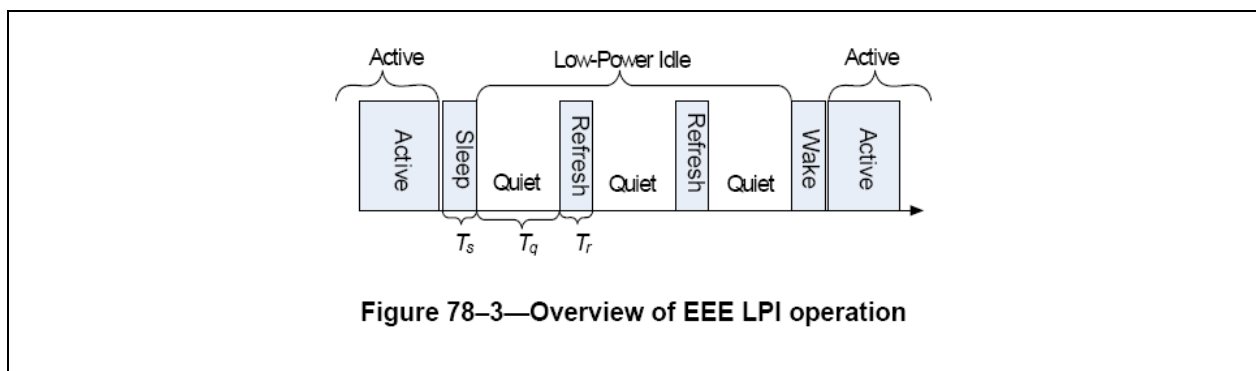 Active
Low-Power Idle
Active
Active
Sleep
Quiet
Refresh
Quiet
Refresh
Quiet
Wake
Active
Ts
Tq
Tr
Figure 78–3—Overview of EEE LPI operation